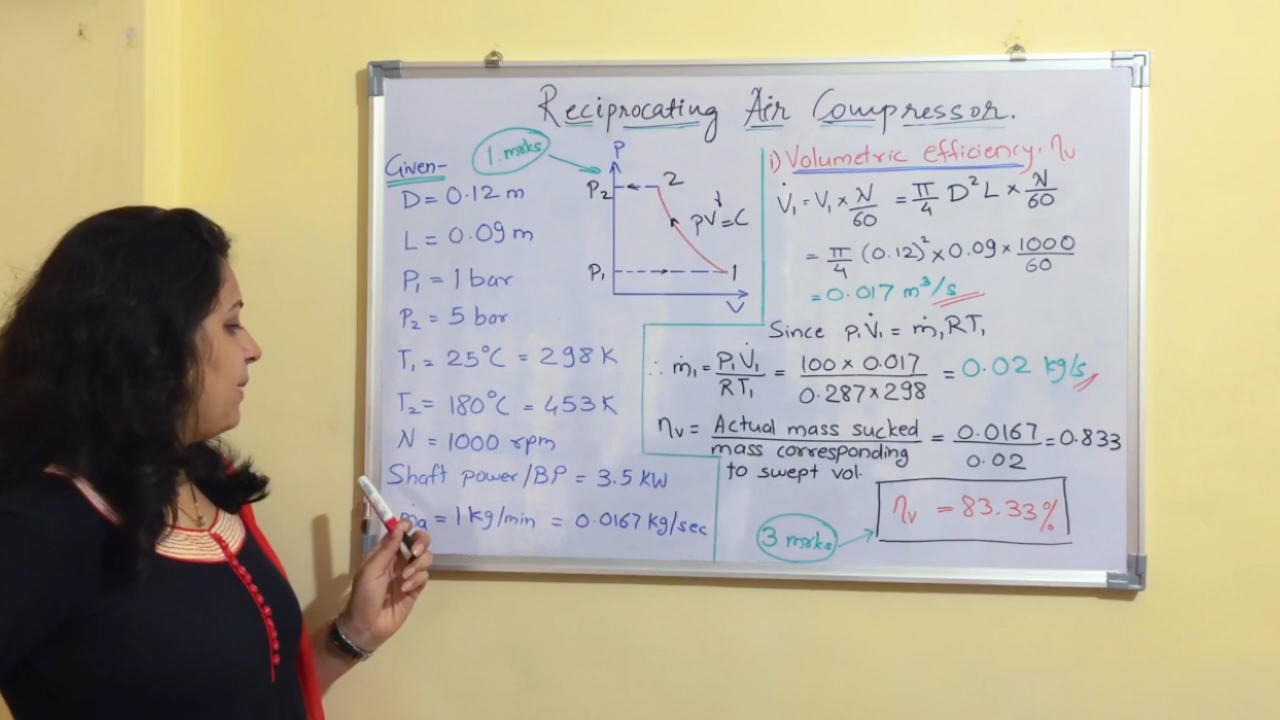 Reciprocating Air Compressor.
Given-
D = 0.12 m
L = 0.09 m
P₁ = 1 bar
P₂ = 5 bar
T₁ = 25°C = 298 K
T₂ = 180°C = 453 K
N = 1000 rpm
Shaft power/BP = 3.5 KW
ṁa = 1 kg/min = 0.0167 kg/sec
1. marks
P
P₂
2
PV = C
P₁
1
V
i) Volumetric efficiency, ηv
V̇₁ = V₁ × N/60 = π/4 D² L × N/60
= π/4 (0.12)² × 0.09 × 1000/60
= 0.017 m³/s
Since p₁V̇₁ = ṁ₁RT₁
∴ ṁ₁ = P₁V̇₁/RT₁ = 100 × 0.017/0.287 × 298 = 0.02 kg/s
ηv = Actual mass sucked/mass corresponding to swept vol. = 0.0167/0.02 = 0.833
ηv = 83.33%
3 marks